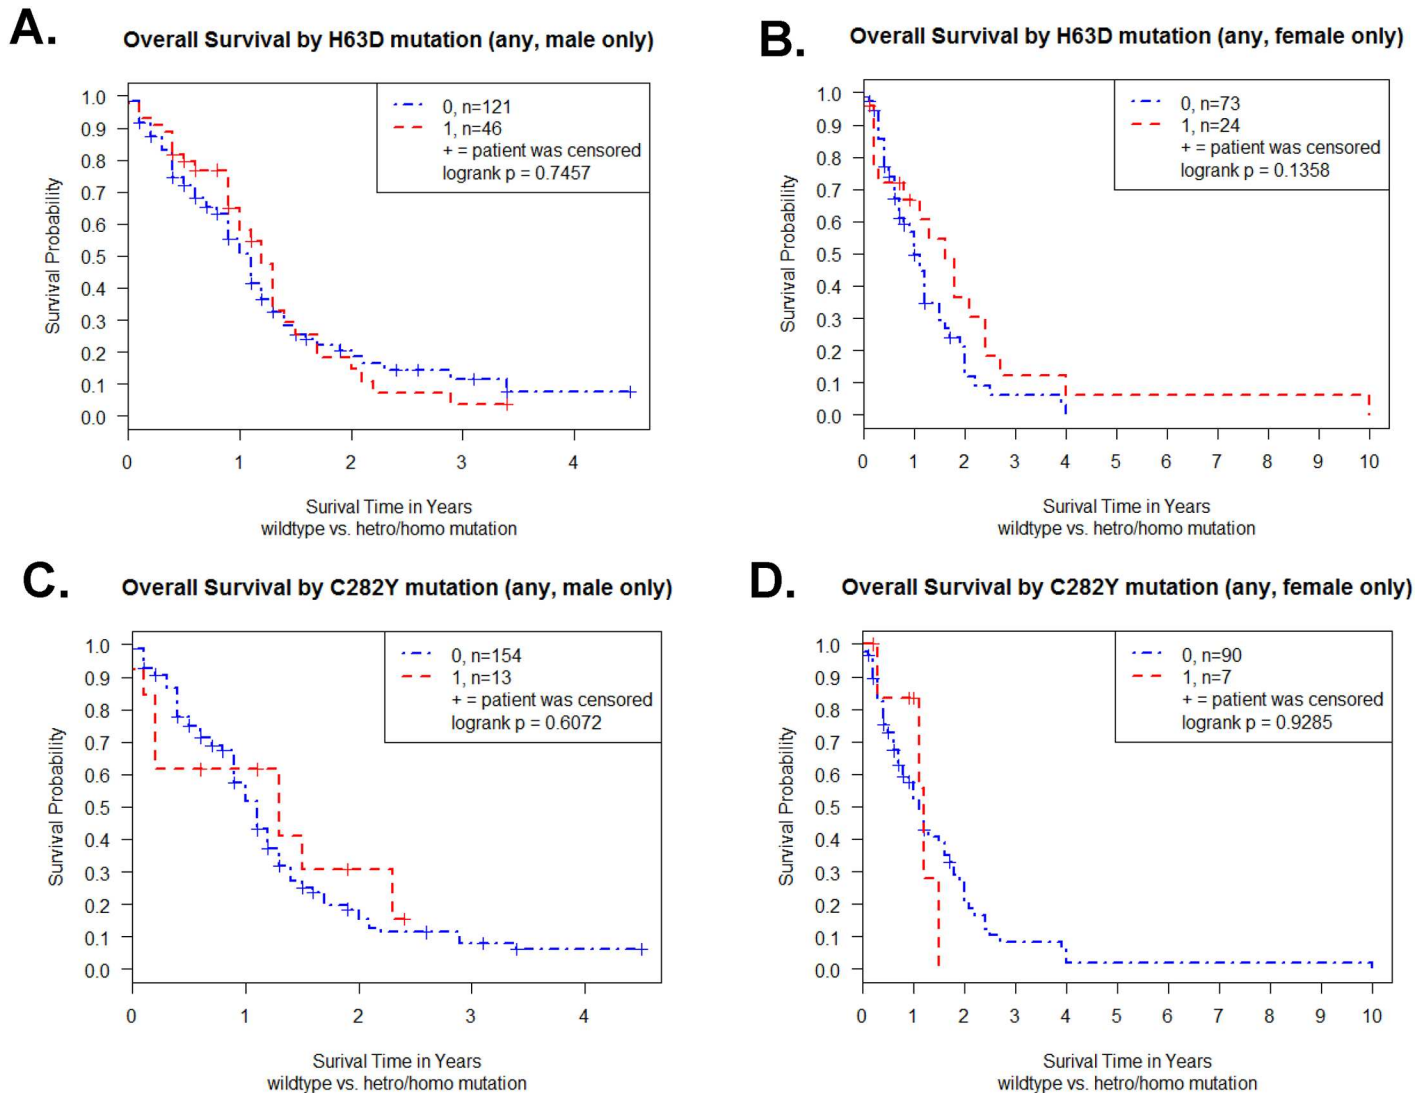 A.
Overall Survival by H63D mutation (any, male only)
0, n=121
1, n=46
+ = patient was censored
logrank p = 0.7457
Survival Probability
1.0
0.9
0.8
0.7
0.6
0.5
0.4
0.3
0.2
0.1
0.0
0 1 2 3 4
Surival Time in Years
wildtype vs. hetro/homo mutation
B.
Overall Survival by H63D mutation (any, female only)
0, n=73
1, n=24
+ = patient was censored
logrank p = 0.1358
Survival Probability
1.0
0.9
0.8
0.7
0.6
0.5
0.4
0.3
0.2
0.1
0.0
0 1 2 3 4 5 6 7 8 9 10
Surival Time in Years
wildtype vs. hetro/homo mutation
C.
Overall Survival by C282Y mutation (any, male only)
0, n=154
1, n=13
+ = patient was censored
logrank p = 0.6072
Survival Probability
1.0
0.9
0.8
0.7
0.6
0.5
0.4
0.3
0.2
0.1
0.0
0 1 2 3 4
Surival Time in Years
wildtype vs. hetro/homo mutation
D.
Overall Survival by C282Y mutation (any, female only)
0, n=90
1, n=7
+ = patient was censored
logrank p = 0.9285
Survival Probability
1.0
0.9
0.8
0.7
0.6
0.5
0.4
0.3
0.2
0.1
0.0
0 1 2 3 4 5 6 7 8 9 10
Surival Time in Years
wildtype vs. hetro/homo mutation